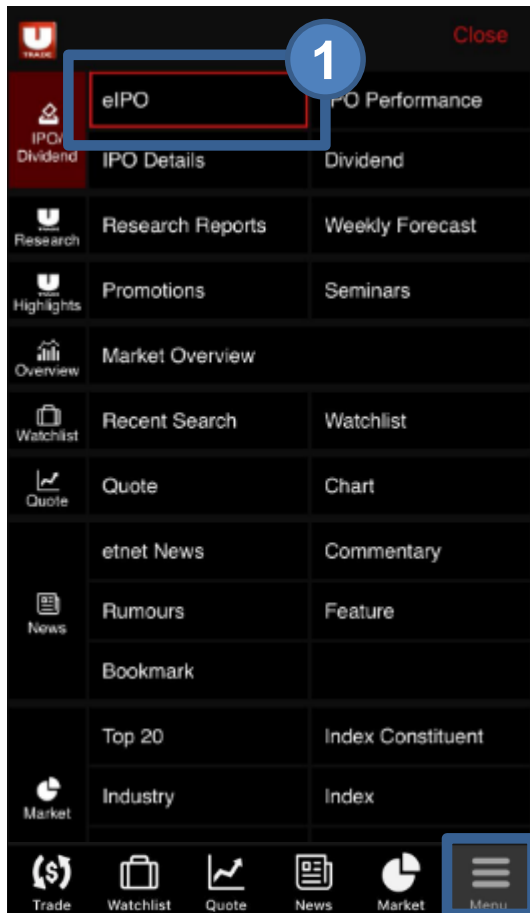 U
TRADE
Close
1
IPO/
Dividend
eIPO
PO Performance
IPO Details
Dividend
U
Research
Research Reports
Weekly Forecast
U
Highlights
Promotions
Seminars
Overview
Market Overview
Watchlist
Recent Search
Watchlist
Quote
Quote
Chart
News
etnet News
Commentary
Rumours
Feature
Bookmark
Market
Top 20
Index Constituent
Industry
Index
($)
Trade
Watchlist
Quote
News
Market
Menu